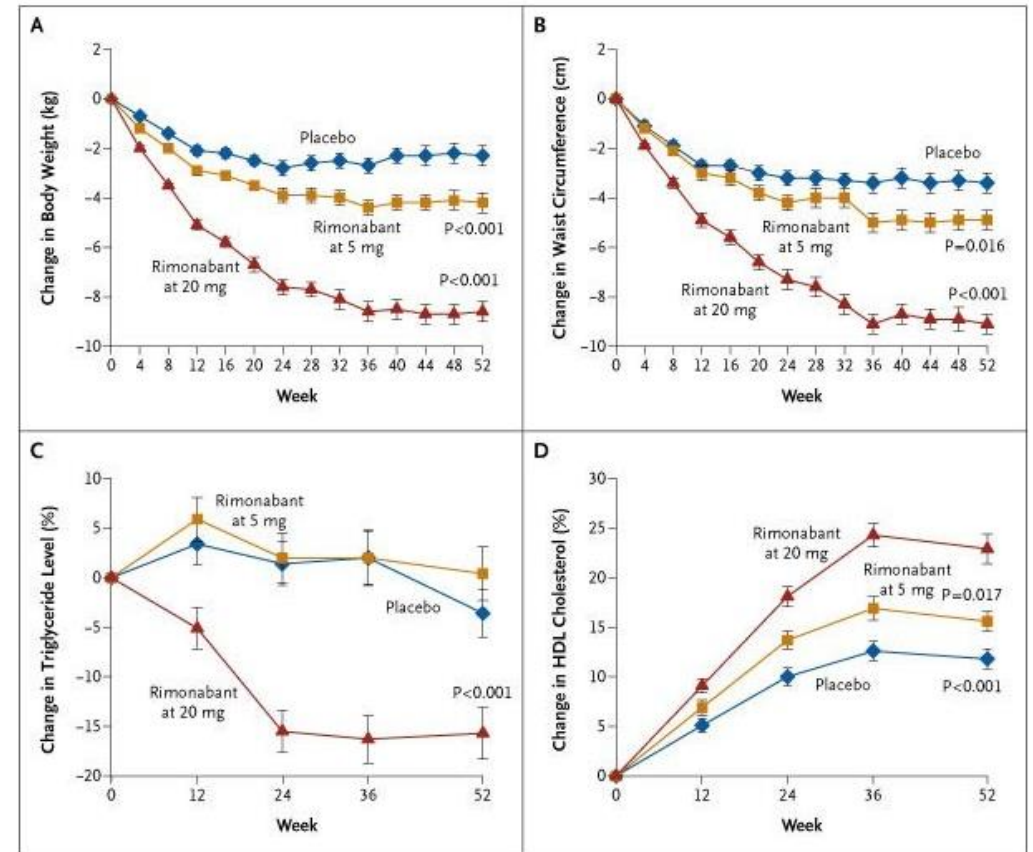 A
Change in Body Weight (kg)
2
0
−2
−4
−6
−8
−10
Placebo
Rimonabant
at 5 mg
P<0.001
Rimonabant
at 20 mg
P<0.001
0 4 8 12 16 20 24 28 32 36 40 44 48 52
Week
B
Change in Waist Circumference (cm)
2
0
−2
−4
−6
−8
−10
Placebo
Rimonabant
at 5 mg
P=0.016
Rimonabant
at 20 mg
P<0.001
0 4 8 12 16 20 24 28 32 36 40 44 48 52
Week
C
Change in Triglyceride Level (%)
10
5
0
−5
−10
−15
−20
Rimonabant
at 5 mg
Placebo
Rimonabant
at 20 mg
P<0.001
0 12 24 36 52
Week
D
Change in HDL Cholesterol (%)
30
25
20
15
10
5
0
Rimonabant
at 20 mg
Rimonabant
at 5 mg P=0.017
Placebo
P<0.001
0 12 24 36 52
Week